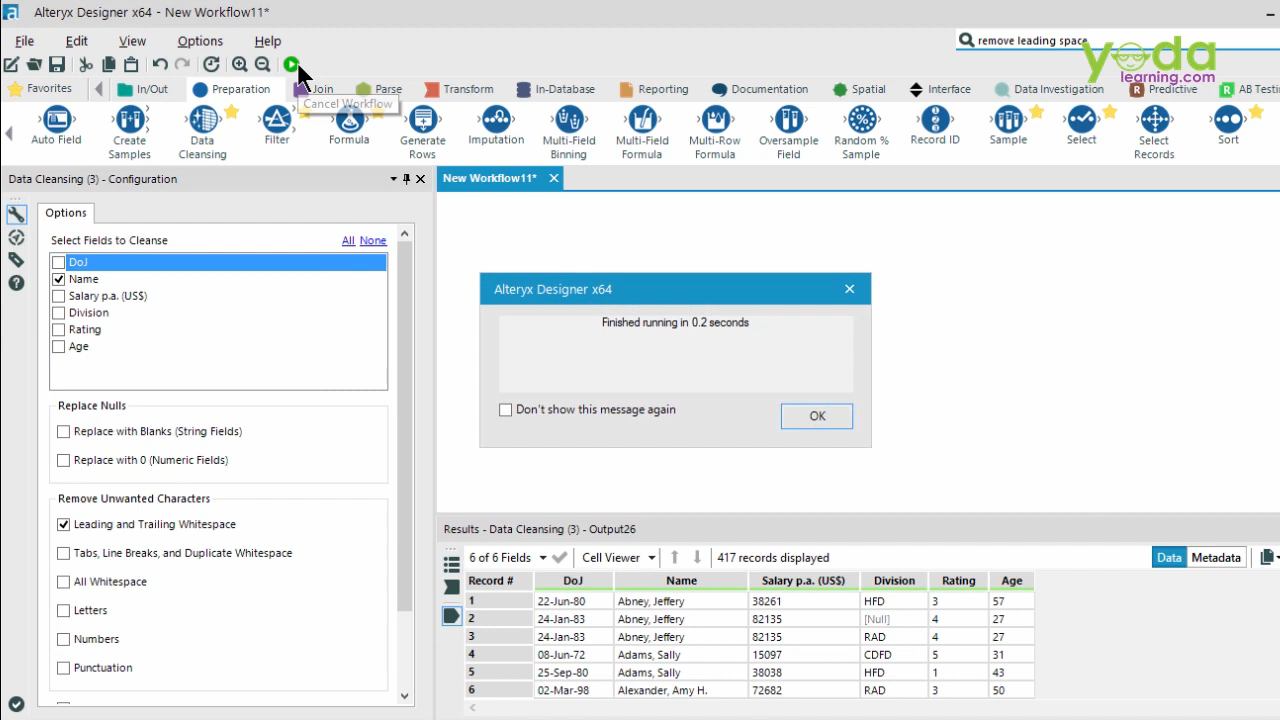 Alteryx Designer x64 - New Workflow11*
File Edit View Options Help
remove leading space
yoda
learning.com
Favorites In/Out Preparation Join Parse Transform In-Database Reporting Documentation Spatial Interface Data Investigation Predictive AB Testi
Cancel Workflow
Auto Field Create Samples Data Cleansing Filter Formula Generate Rows Imputation Multi-Field Binning Multi-Field Formula Multi-Row Formula Oversample Field Random % Sample Record ID Sample Select Select Records Sort
Data Cleansing (3) - Configuration
New Workflow11*
Options
Select Fields to Cleanse All None
DoJ
Name
Salary p.a. (US$)
Division
Rating
Age
Replace Nulls
Replace with Blanks (String Fields)
Replace with 0 (Numeric Fields)
Remove Unwanted Characters
Leading and Trailing Whitespace
Tabs, Line Breaks, and Duplicate Whitespace
All Whitespace
Letters
Numbers
Punctuation
Alteryx Designer x64
Finished running in 0.2 seconds
Don't show this message again
OK
Results - Data Cleansing (3) - Output26
6 of 6 Fields Cell Viewer 417 records displayed Data Metadata
Record # DoJ Name Salary p.a. (US$) Division Rating Age
1 22-Jun-80 Abney, Jeffery 38261 HFD 3 57
2 24-Jan-83 Abney, Jeffery 82135 [Null] 4 27
3 24-Jan-83 Abney, Jeffery 82135 RAD 4 27
4 08-Jun-72 Adams, Sally 15097 CDFD 5 31
5 25-Sep-80 Adams, Sally 38038 HFD 1 43
6 02-Mar-98 Alexander, Amy H. 72682 RAD 3 50